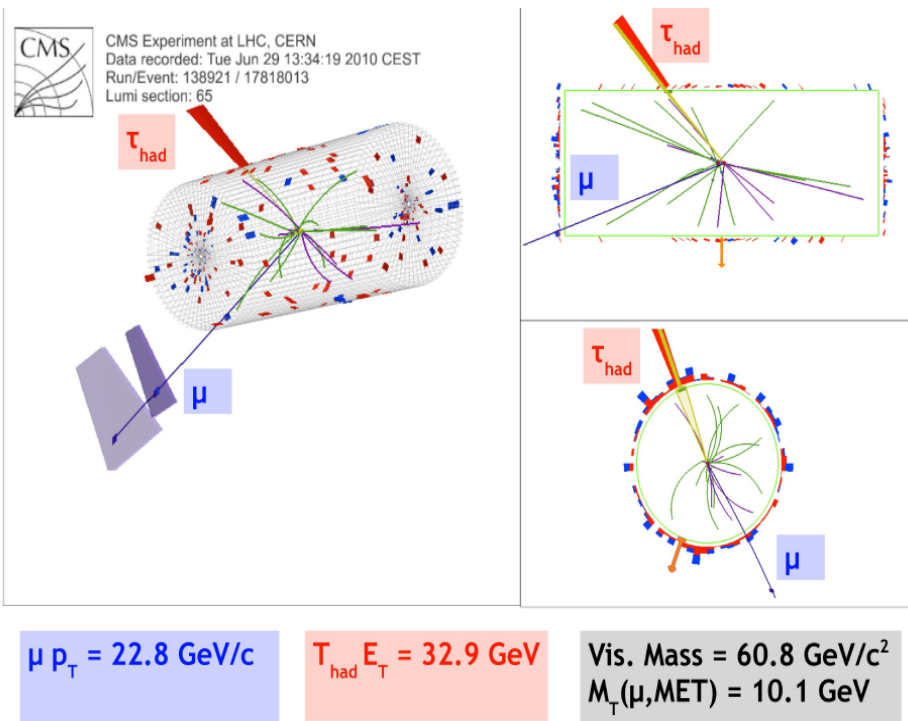 CMS
CMS Experiment at LHC, CERN
Data recorded: Tue Jun 29 13:34:19 2010 CEST
Run/Event: 138921 / 17818013
Lumi section: 65
τhad
μ
τhad
μ
τhad
μ
μ pT = 22.8 GeV/c
Thad ET = 32.9 GeV
Vis. Mass = 60.8 GeV/c²
MT(μ,MET) = 10.1 GeV